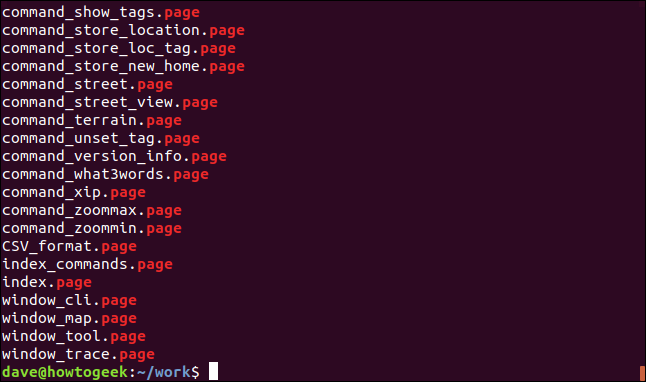 command_show_tags.page
command_store_location.page
command_store_loc_tag.page
command_store_new_home.page
command_street.page
command_street_view.page
command_terrain.page
command_unset_tag.page
command_version_info.page
command_what3words.page
command_xip.page
command_zoommax.page
command_zoommin.page
CSV_format.page
index_commands.page
index.page
window_cli.page
window_map.page
window_tool.page
window_trace.page
dave@howtogeek:~/work$